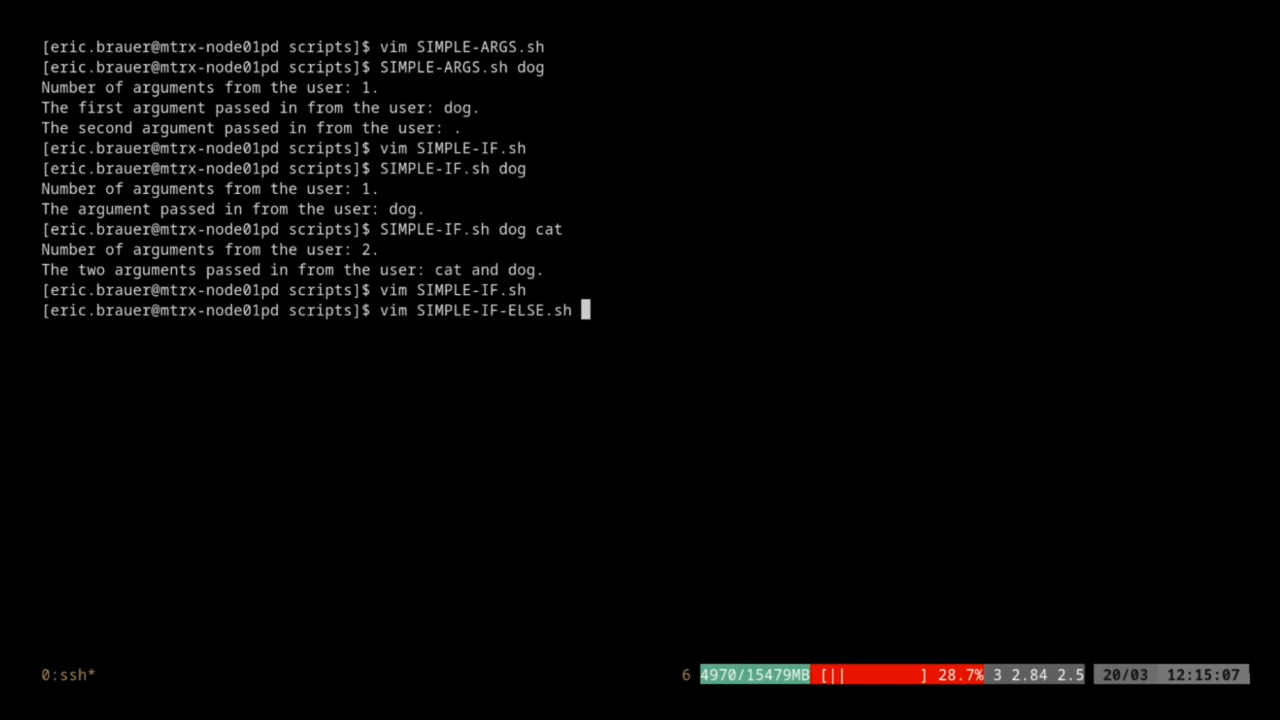 [eric.brauer@mtrx-node01pd scripts]$ vim SIMPLE-ARGS.sh
[eric.brauer@mtrx-node01pd scripts]$ SIMPLE-ARGS.sh dog
Number of arguments from the user: 1.
The first argument passed in from the user: dog.
The second argument passed in from the user: .
[eric.brauer@mtrx-node01pd scripts]$ vim SIMPLE-IF.sh
[eric.brauer@mtrx-node01pd scripts]$ SIMPLE-IF.sh dog
Number of arguments from the user: 1.
The argument passed in from the user: dog.
[eric.brauer@mtrx-node01pd scripts]$ SIMPLE-IF.sh dog cat
Number of arguments from the user: 2.
The two arguments passed in from the user: cat and dog.
[eric.brauer@mtrx-node01pd scripts]$ vim SIMPLE-IF.sh
[eric.brauer@mtrx-node01pd scripts]$ vim SIMPLE-IF-ELSE.sh
0:ssh* 6 4970/15479MB [|| ] 28.7% 3 2.84 2.5 20/03 12:15:07